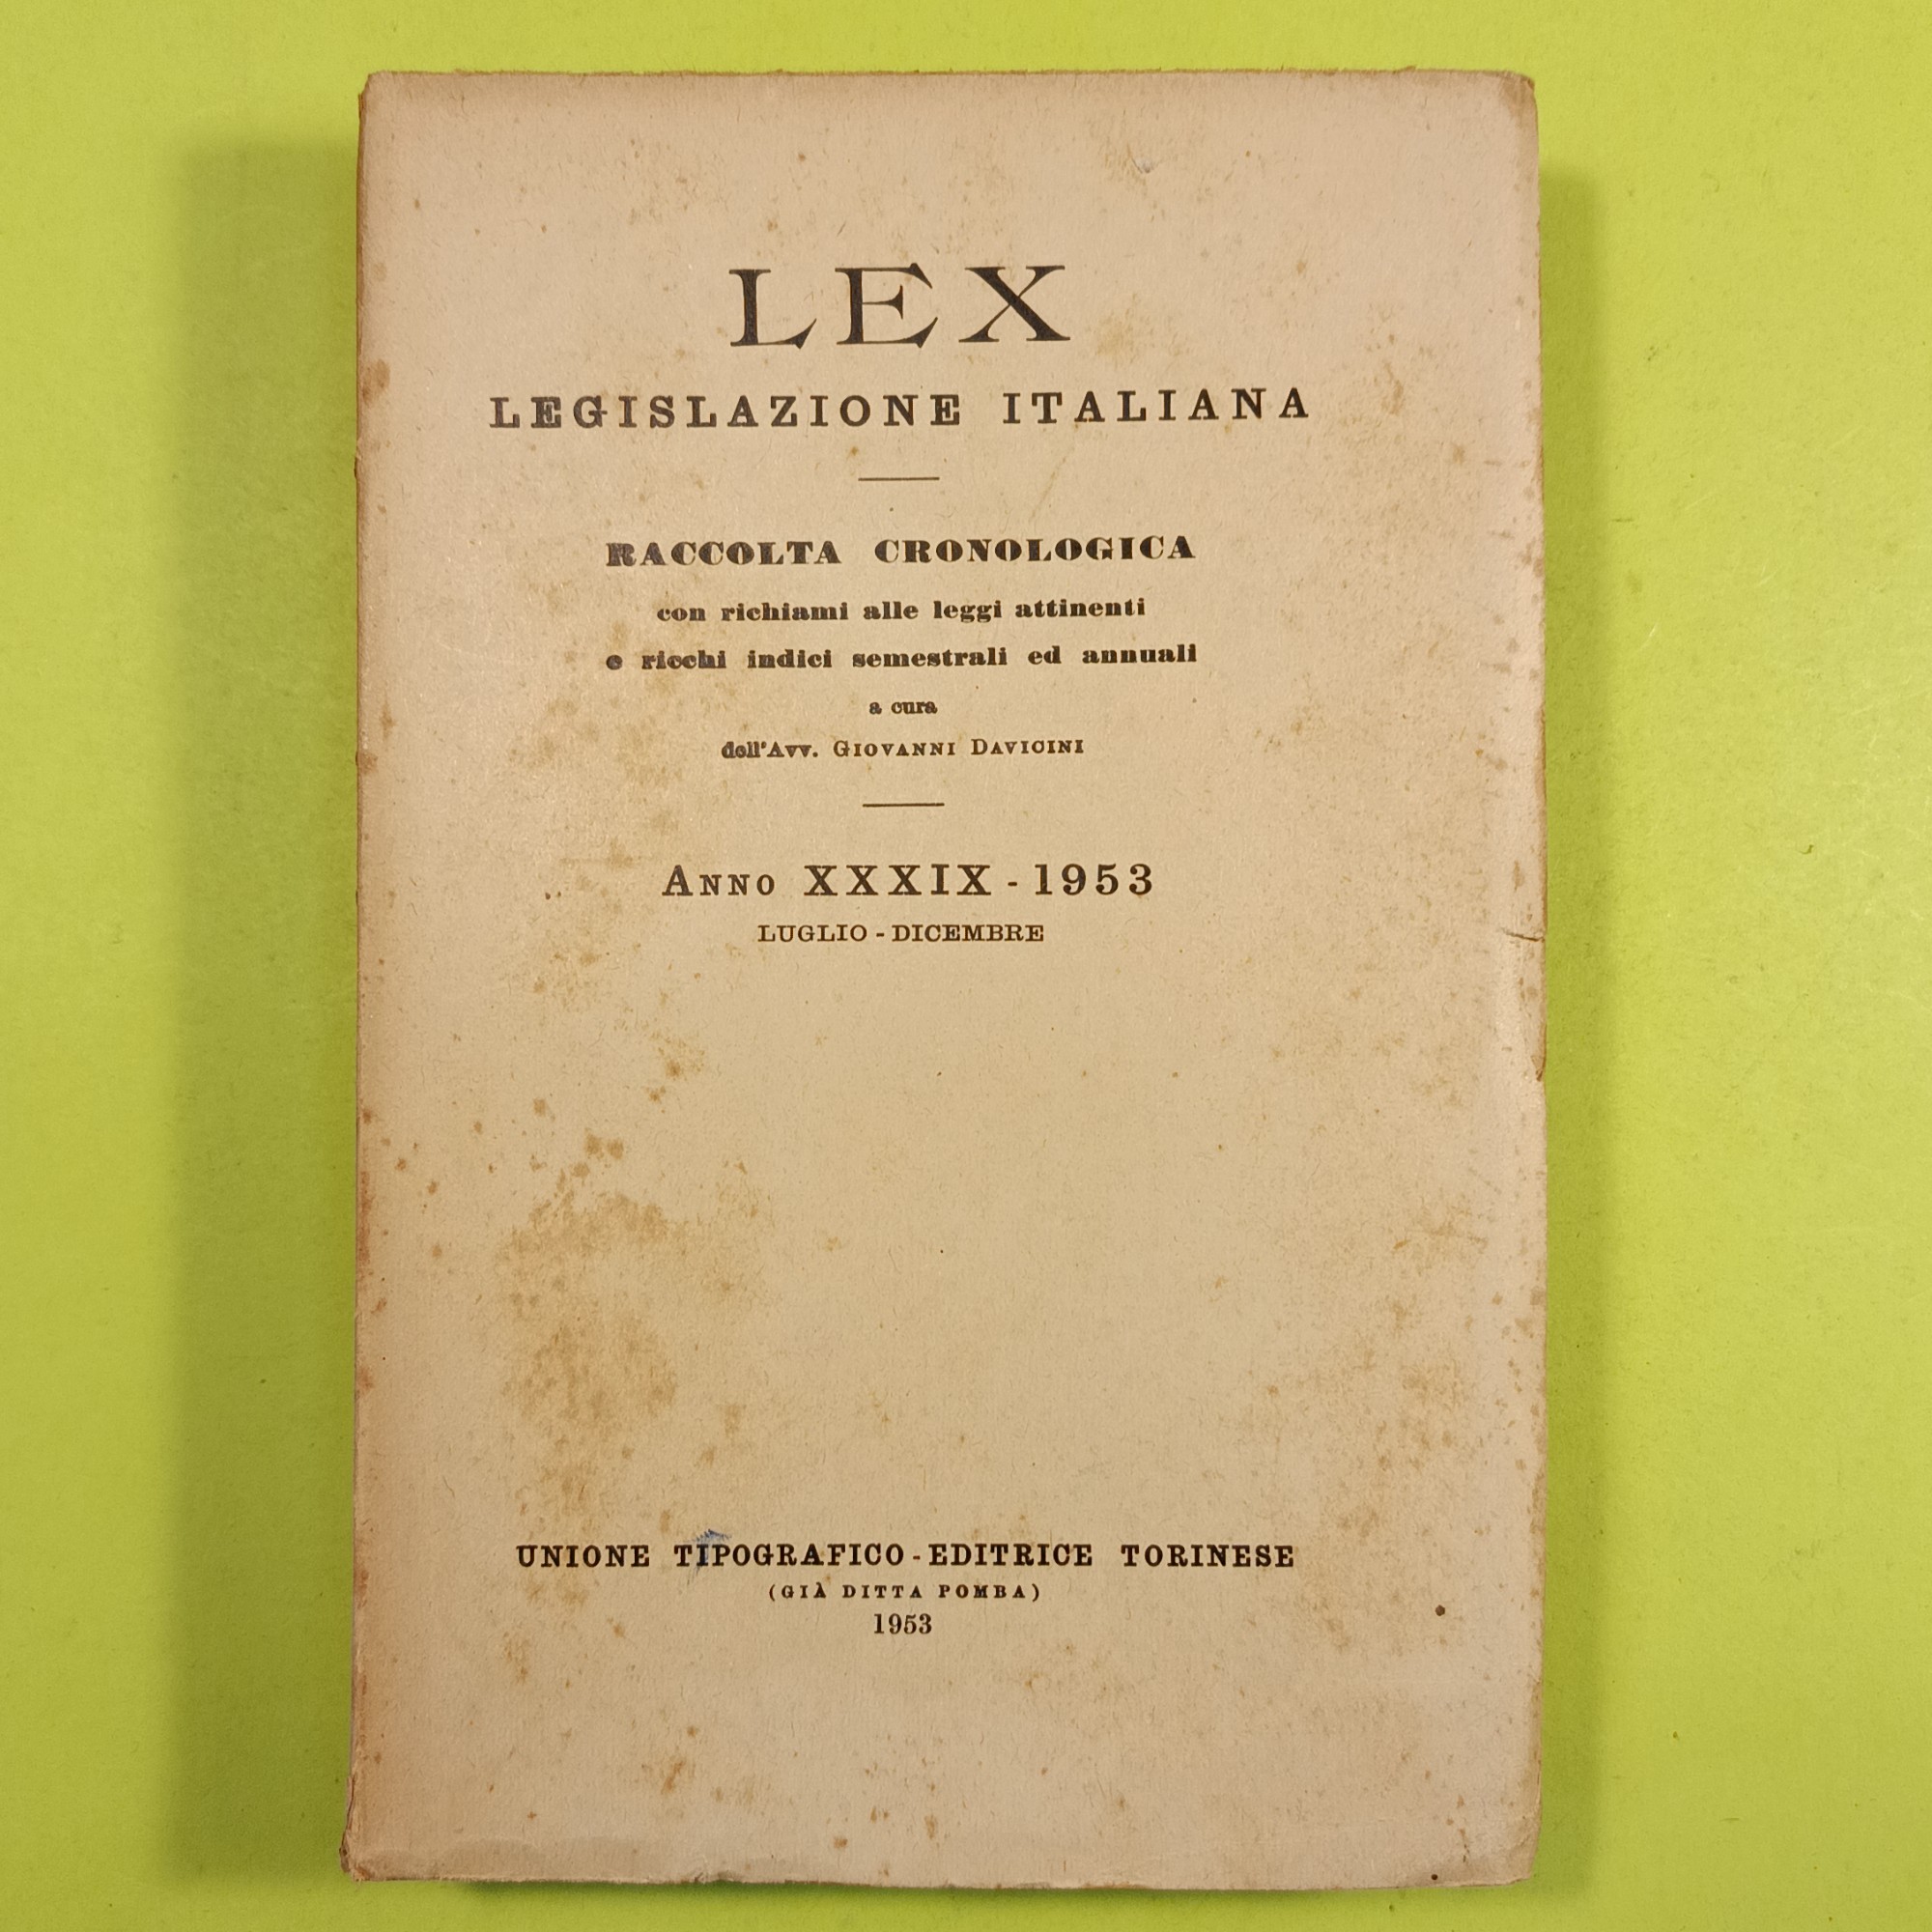 LEX
LEGISLAZIONE ITALIANA
RACCOLTA CRONOLOGICA
con richiami alle leggi attinenti
e ricchi indici semestrali ed annuali
a cura
dell'Avv. GIOVANNI DAVICINI
ANNO XXXIX - 1953
LUGLIO - DICEMBRE
UNIONE TIPOGRAFICO - EDITRICE TORINESE
(GIÀ DITTA POMBA)
1953